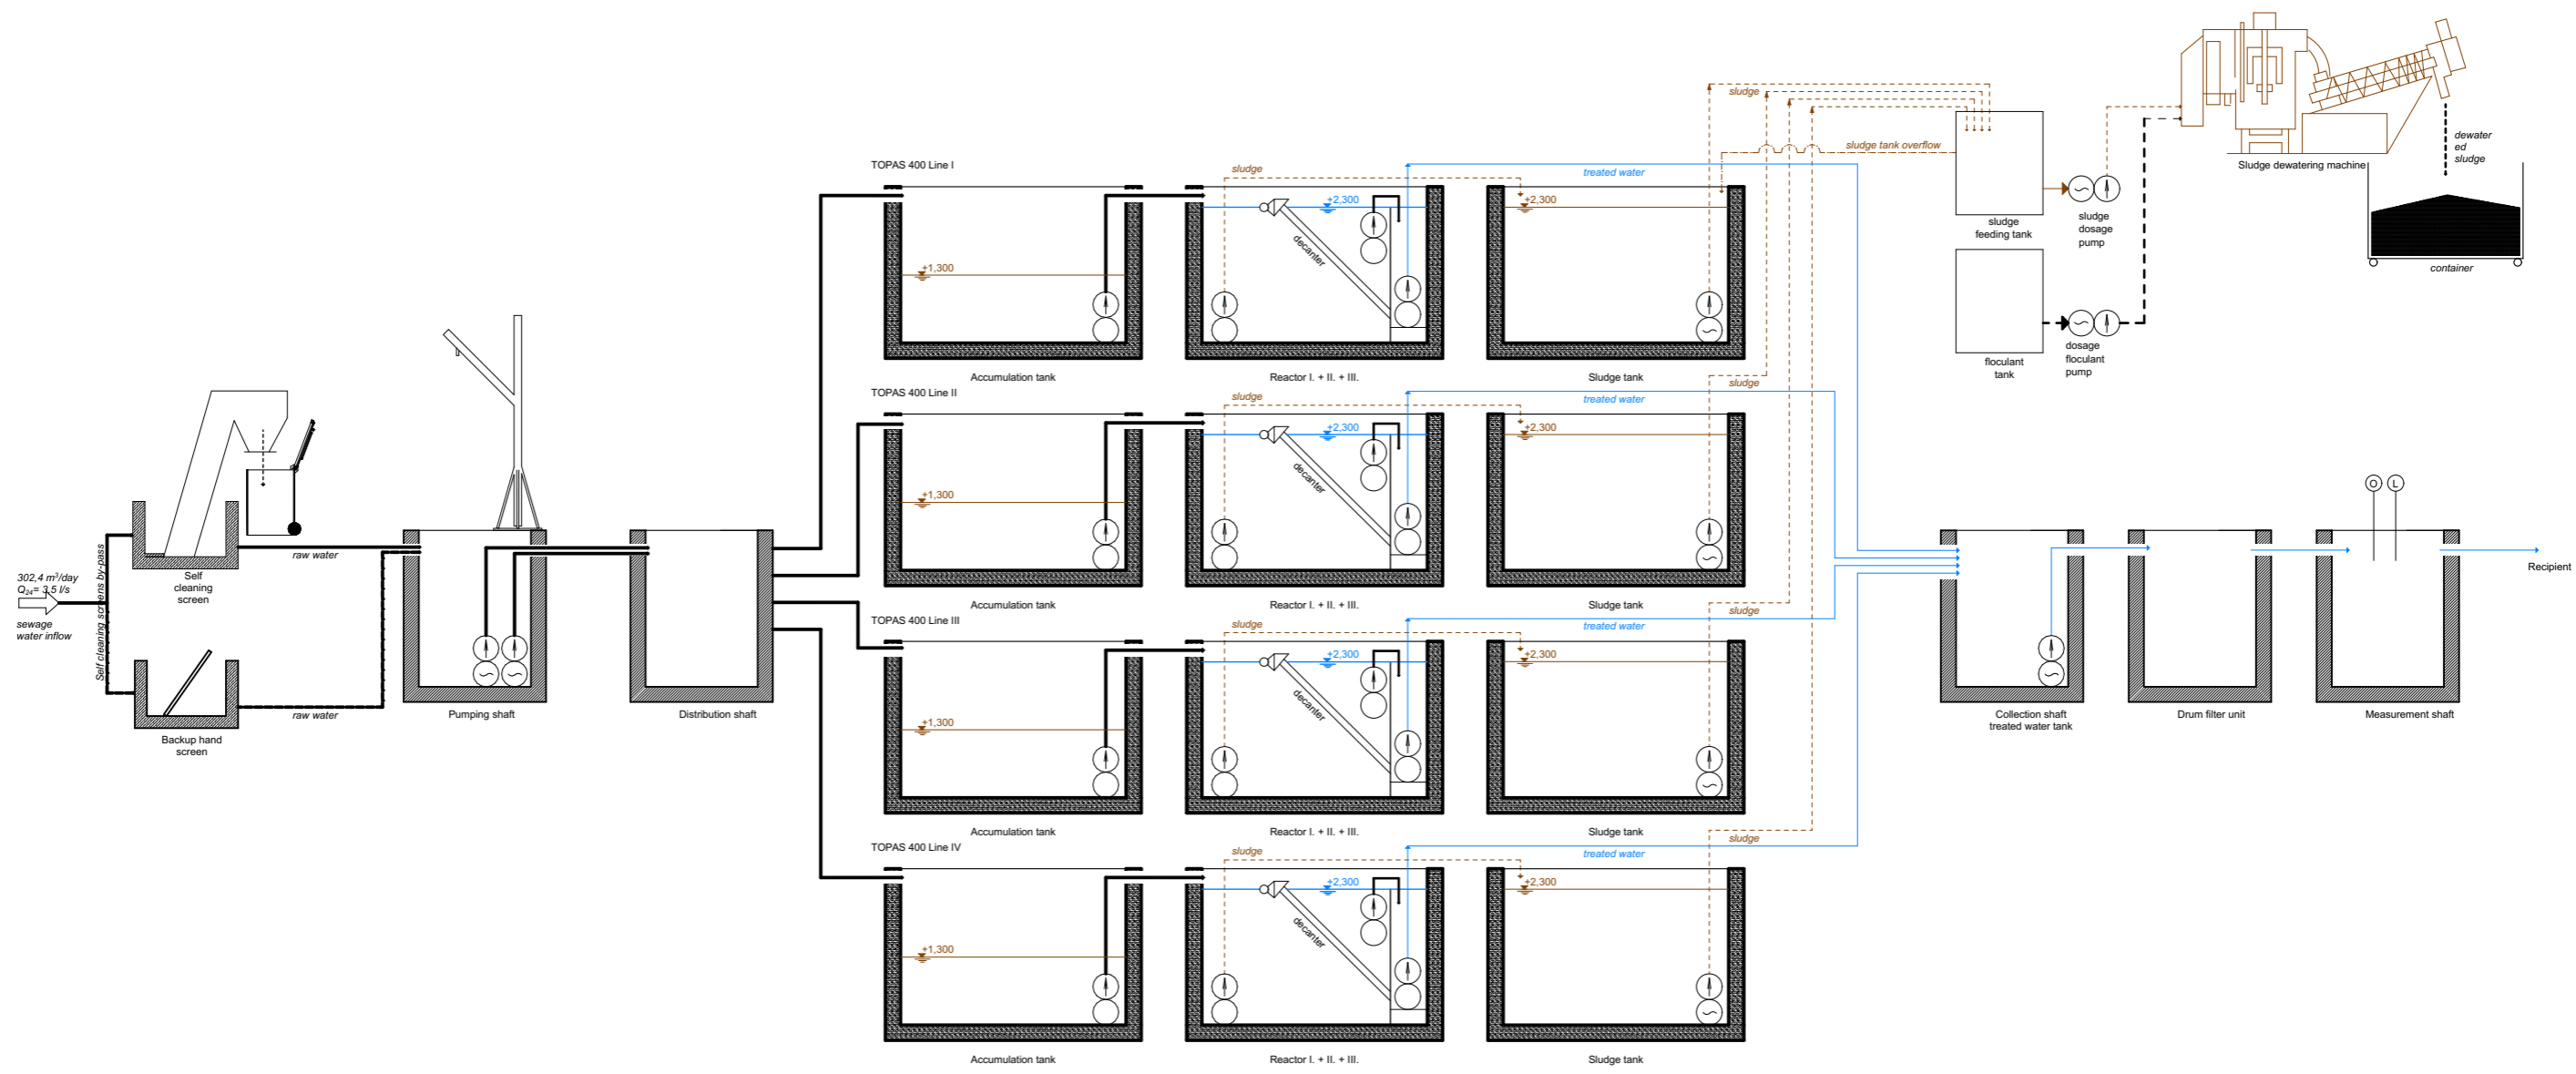 302,4 m³/day
Q₂₄= 3,5 l/s
sewage
water inflow
Self cleaning screens by-pass
Self
cleaning
screen
raw water
Backup hand
screen
raw water
Pumping shaft
Distribution shaft
TOPAS 400 Line I
+1,300
Accumulation tank
sludge
+2,300
decanter
Reactor I. + II. + III.
treated water
+2,300
Sludge tank
sludge
sludge tank overflow
TOPAS 400 Line II
+1,300
Accumulation tank
sludge
+2,300
decanter
Reactor I. + II. + III.
treated water
+2,300
Sludge tank
sludge
TOPAS 400 Line III
+1,300
Accumulation tank
sludge
+2,300
decanter
Reactor I. + II. + III.
treated water
+2,300
Sludge tank
sludge
TOPAS 400 Line IV
+1,300
Accumulation tank
sludge
+2,300
decanter
Reactor I. + II. + III.
treated water
+2,300
Sludge tank
sludge
sludge
feeding tank
sludge
dosage
pump
floculant
tank
dosage
floculant
pump
Sludge dewatering machine
dewater
ed
sludge
container
Collection shaft
treated water tank
Drum filter unit
O
L
Measurement shaft
Recipient